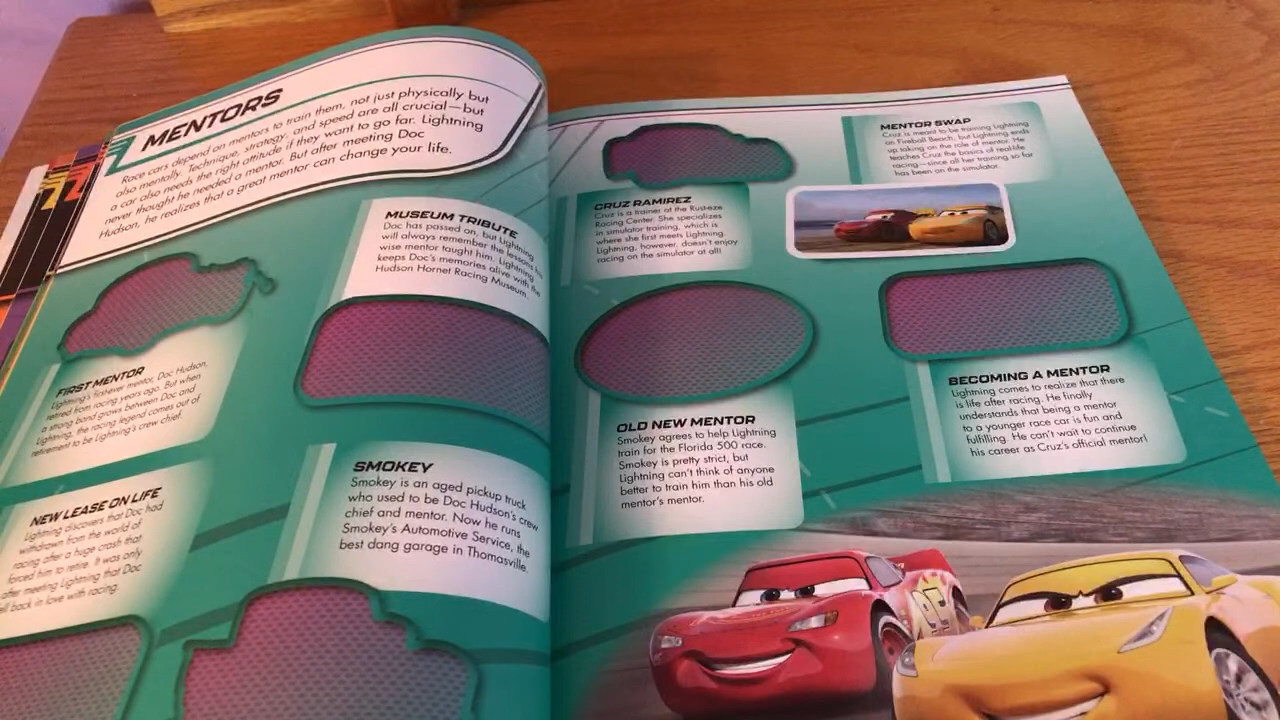 MENTORS
Race cars depend on mentors to train them, not just physically but
also mentally. Technique, strategy, and speed are all crucial—but
a car also needs the right attitude if they want to go far. Lightning
never thought he needed a mentor. But after meeting Doc
Hudson, he realizes that a great mentor can change your life.
MUSEUM TRIBUTE
Doc has passed on, but Lightning
will always remember the lessons his
wise mentor taught him. Lightning
keeps Doc's memories alive with the
Hudson Hornet Racing Museum.
FIRST MENTOR
Lightning's first-ever mentor, Doc Hudson,
retired from racing years ago. But when
a strong band grows between Doc and
Lightning, the racing legend comes out of
retirement to be Lightning's crew chief.
NEW LEASE ON LIFE
Lightning discovers that Doc had
withdrawn from the world of
racing after a huge crash that
forced him to retire. It was only
after meeting Lightning that Doc
ell back in love with racing.
SMOKEY
Smokey is an aged pickup truck
who used to be Doc Hudson's crew
chief and mentor. Now he runs
Smokey's Automotive Service, the
best dang garage in Thomasville.
CRUZ RAMIREZ
Cruz is a trainer at the Rust-eze
Racing Center. She specializes
in simulator training, which is
where she first meets Lightning.
Lightning, however, doesn't enjoy
racing on the simulator at all!
MENTOR SWAP
Cruz is meant to be training Lightning
on Fireball Beach, but Lightning ends
up taking on the role of mentor. He
teaches Cruz the basics of real-life
racing—since all her training so far
has been on the simulator.
OLD NEW MENTOR
Smokey agrees to help Lightning
train for the Florida 500 race.
Smokey is pretty strict, but
Lightning can't think of anyone
better to train him than his old
mentor's mentor.
BECOMING A MENTOR
Lightning comes to realize that there
is life after racing. He finally
understands that being a mentor
to a younger race car is fun and
fulfilling. He can't wait to continue
his career as Cruz's official mentor!
95